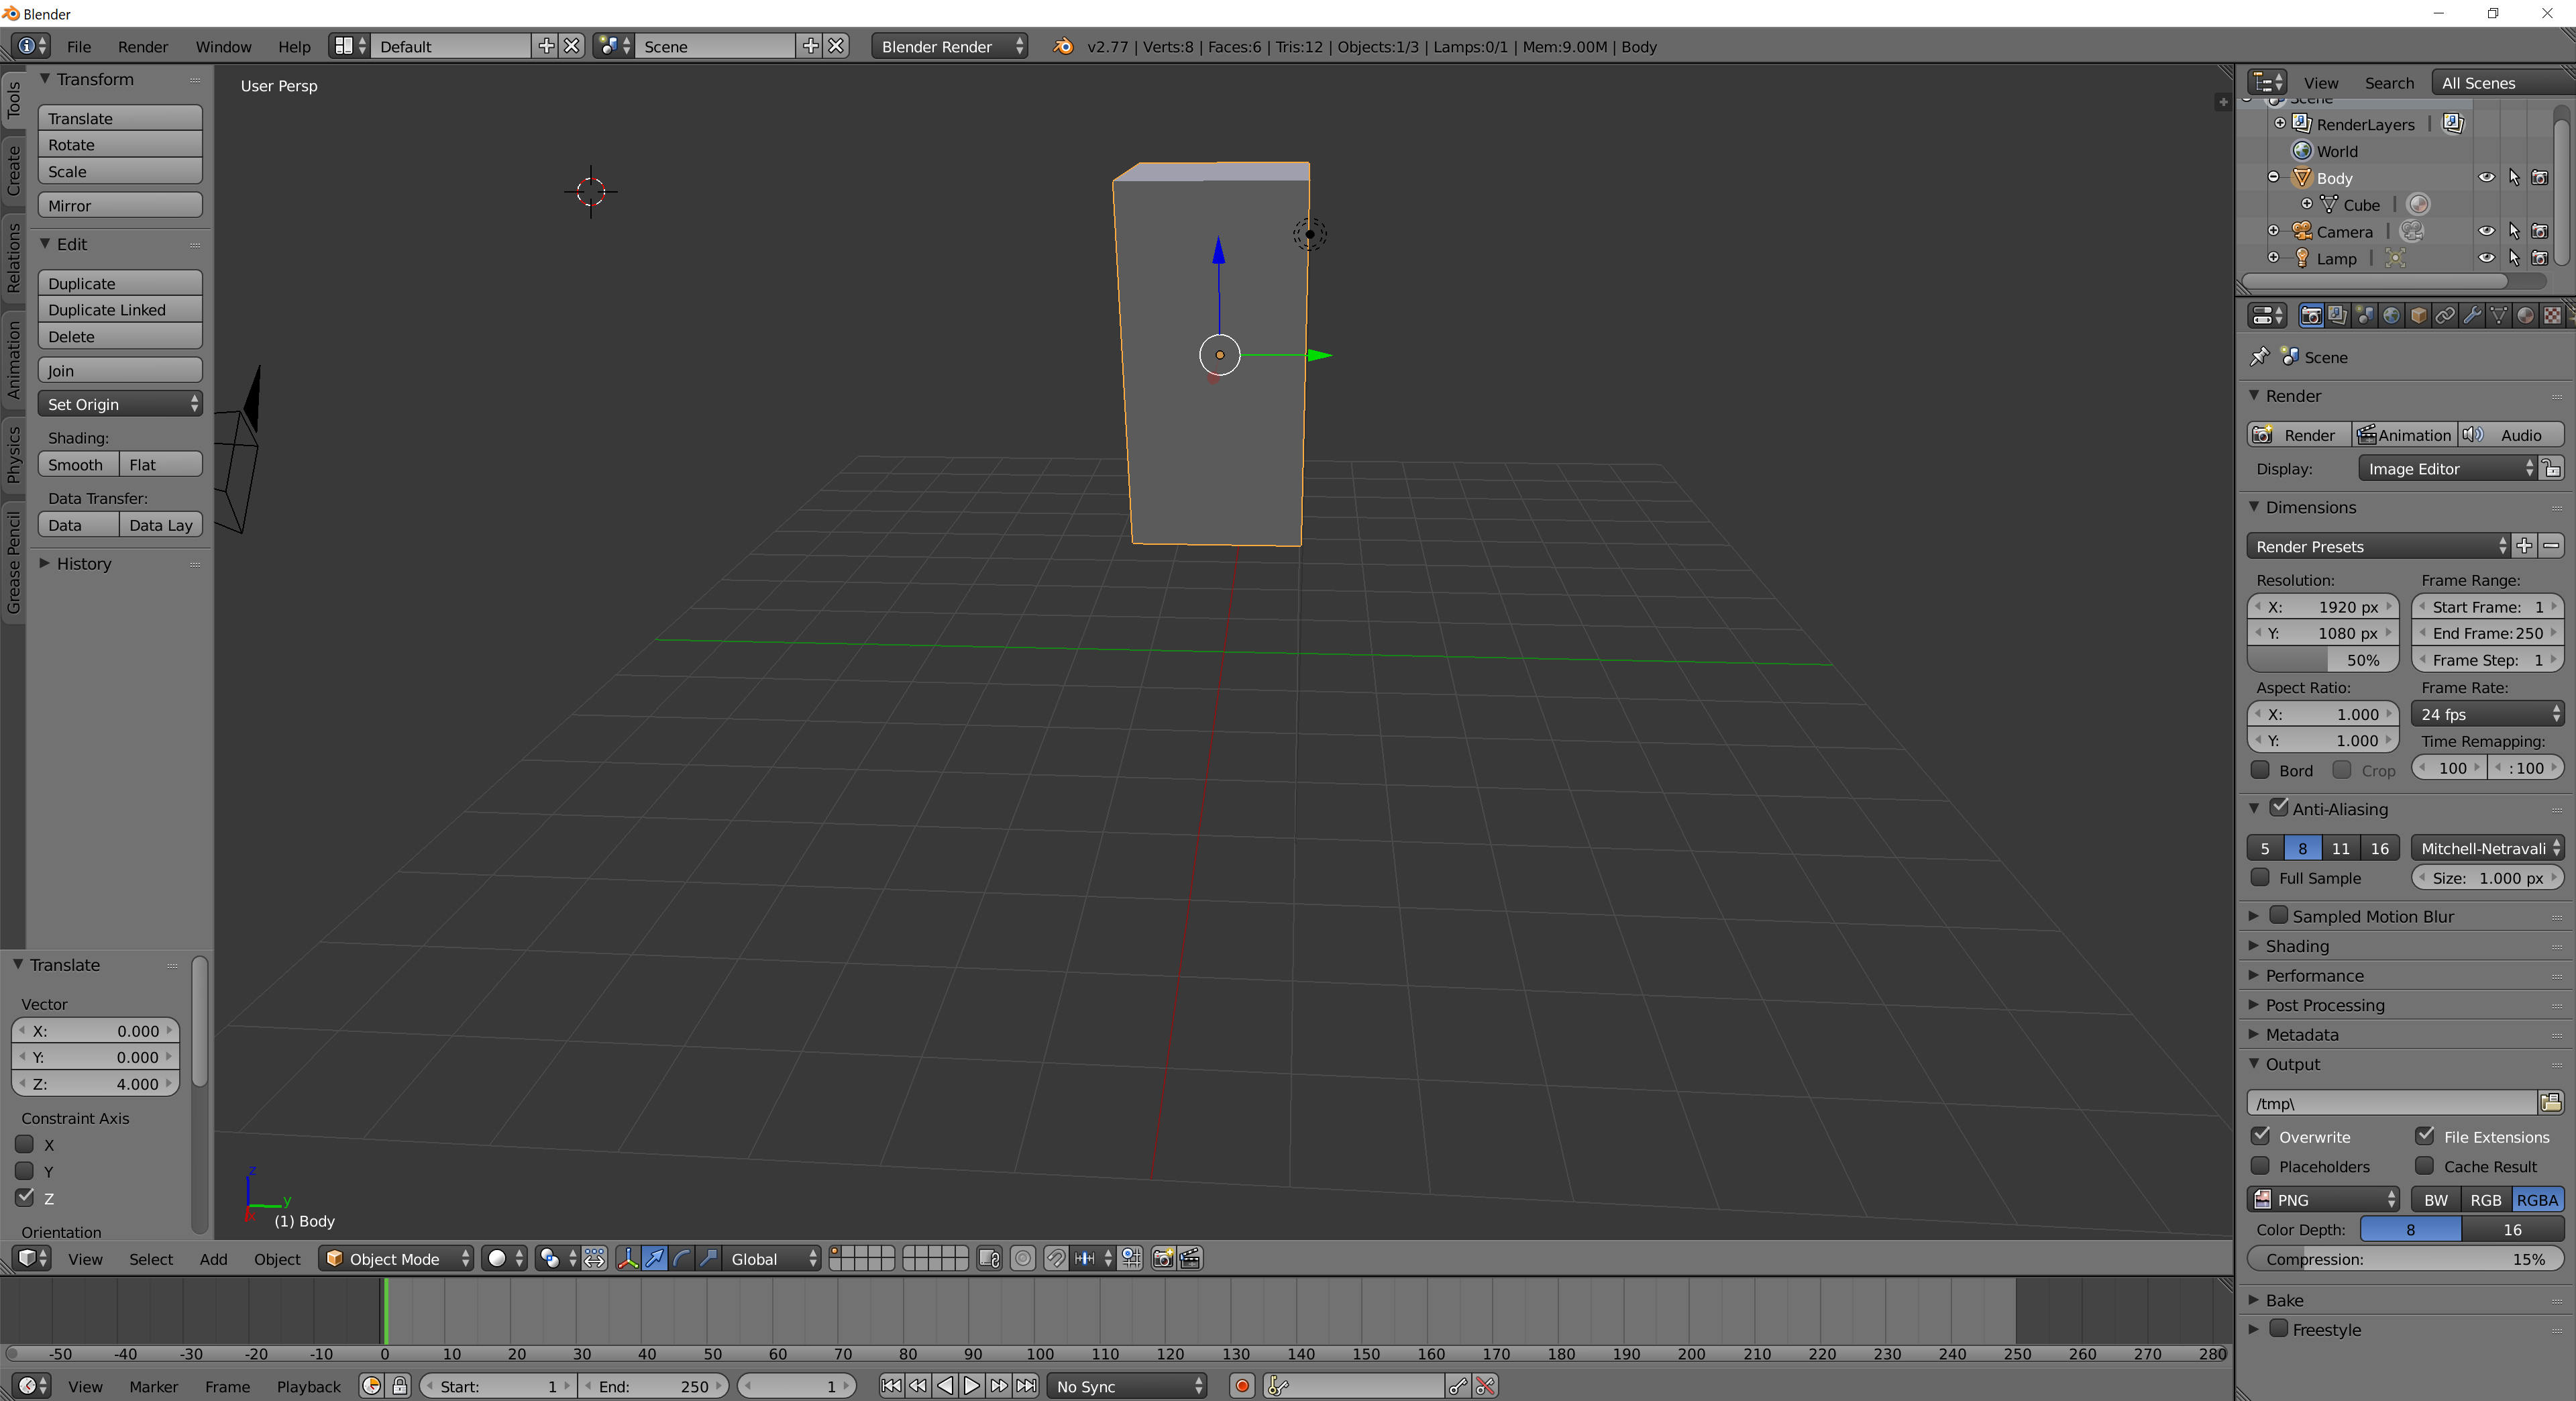 Blender
File Render Window Help Default Scene Blender Render v2.77 | Verts:8 | Faces:6 | Tris:12 | Objects:1/3 | Lamps:0/1 | Mem:9.00M | Body
Tools
Create
Relations
Animation
Physics
Grease Pencil
Transform
Translate
Rotate
Scale
Mirror
Edit
Duplicate
Duplicate Linked
Delete
Join
Set Origin
Shading:
Smooth Flat
Data Transfer:
Data Data Lay
History
Translate
Vector
X: 0.000
Y: 0.000
Z: 4.000
Constraint Axis
X
Y
Z
Orientation
User Persp
z
y
x
(1) Body
View Select Add Object Object Mode Global
-50 -40 -30 -20 -10 0 10 20 30 40 50 60 70 80 90 100 110 120 130 140 150 160 170 180 190 200 210 220 230 240 250 260 270 280
View Marker Frame Playback Start: 1 End: 250 1 No Sync
View Search All Scenes
Scene
RenderLayers
World
Body
Cube
Camera
Lamp
Scene
Render
Render Animation Audio
Display: Image Editor
Dimensions
Render Presets
Resolution: Frame Range:
X: 1920 px Start Frame: 1
Y: 1080 px End Frame: 250
50% Frame Step: 1
Aspect Ratio: Frame Rate:
X: 1.000 24 fps
Y: 1.000 Time Remapping:
Bord Crop 100 : 100
Anti-Aliasing
5 8 11 16 Mitchell-Netravali
Full Sample Size: 1.000 px
Sampled Motion Blur
Shading
Performance
Post Processing
Metadata
Output
/tmp\
Overwrite File Extensions
Placeholders Cache Result
PNG BW RGB RGBA
Color Depth: 8 16
Compression: 15%
Bake
Freestyle